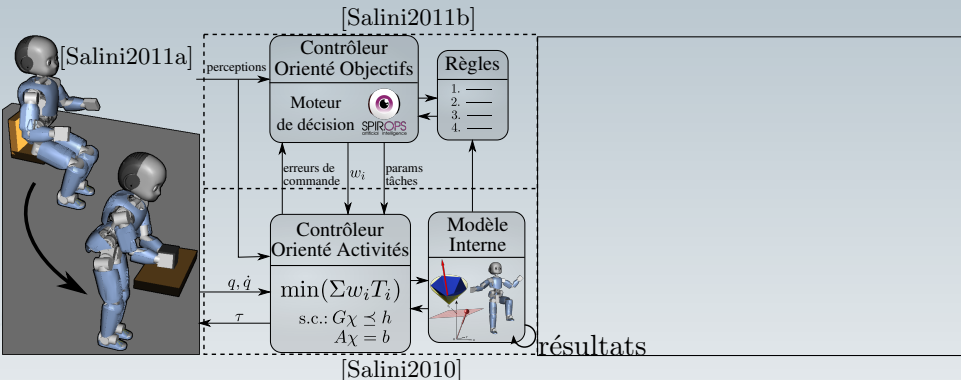 [Salini2011b]
[Salini2011a]
perceptions
Contrôleur
Orienté Objectifs
Moteur
de décision
SPIROPS
artificial intelligence
Règles
1.
2.
3.
4.
erreurs de
commande
w_i
params
tâches
Contrôleur
Orienté Activités
min(Σw_iT_i)
s.c.: Gχ ⪯ h
Aχ = b
Modèle
Interne
q, q̇
τ
résultats
[Salini2010]